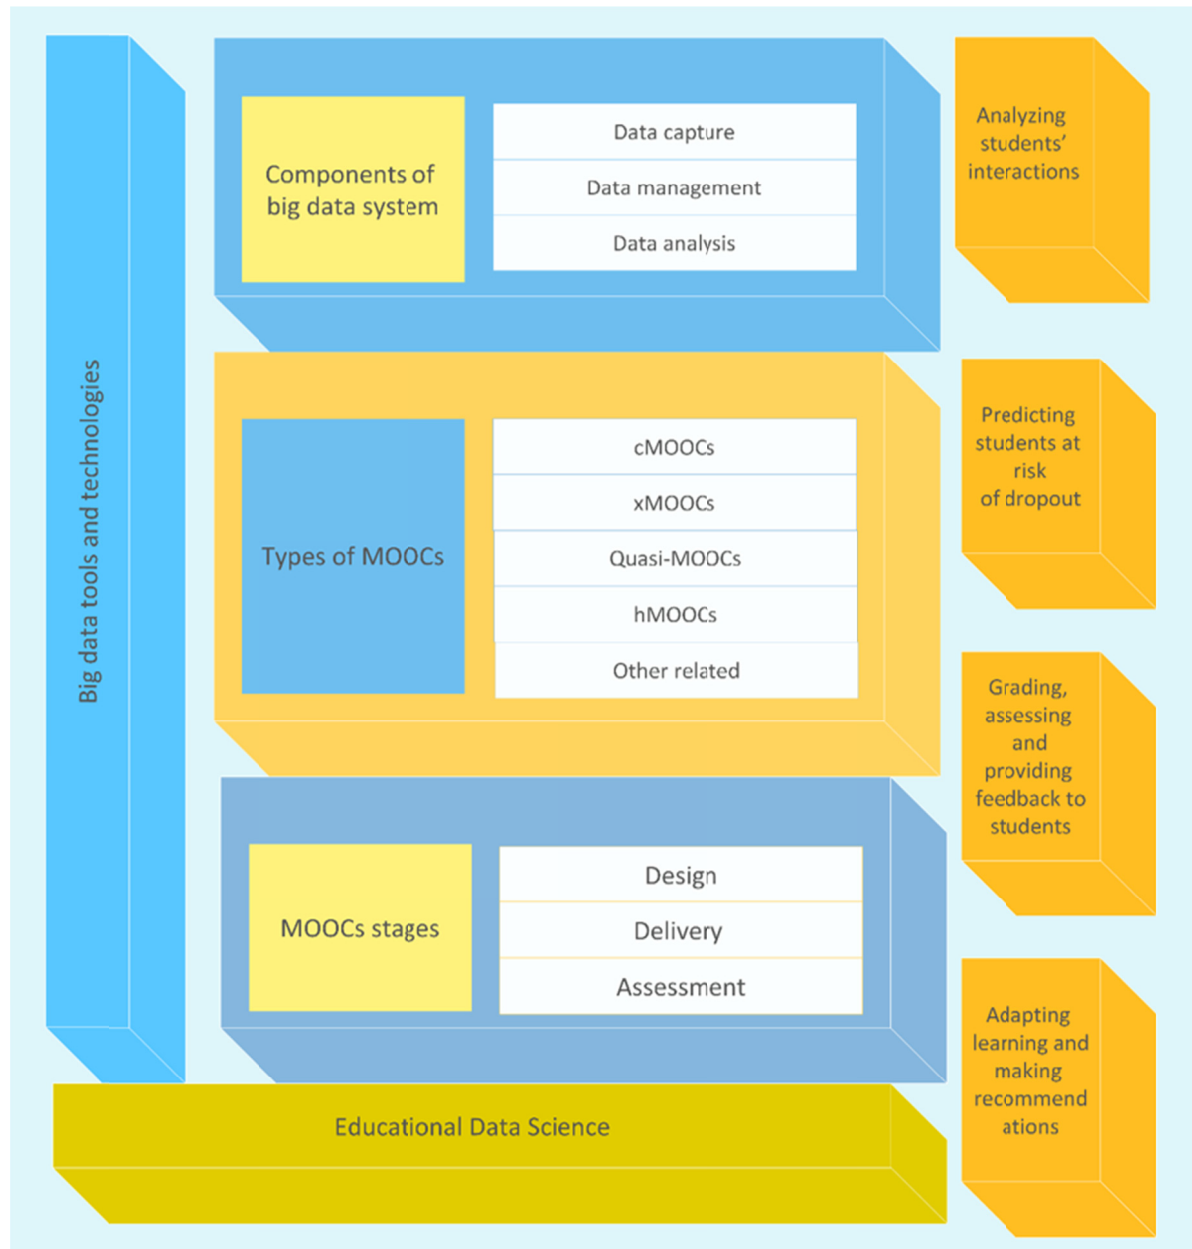 Big data tools and technologies
Components of
big data system
Data capture
Data management
Data analysis
Types of MOOCs
cMOOCs
xMOOCs
Quasi-MOOCs
hMOOCs
Other related
MOOCs stages
Design
Delivery
Assessment
Educational Data Science
Analyzing
students’
interactions
Predicting
students at
risk
of dropout
Grading,
assessing
and
providing
feedback to
students
Adapting
learning and
making
recommend
ations